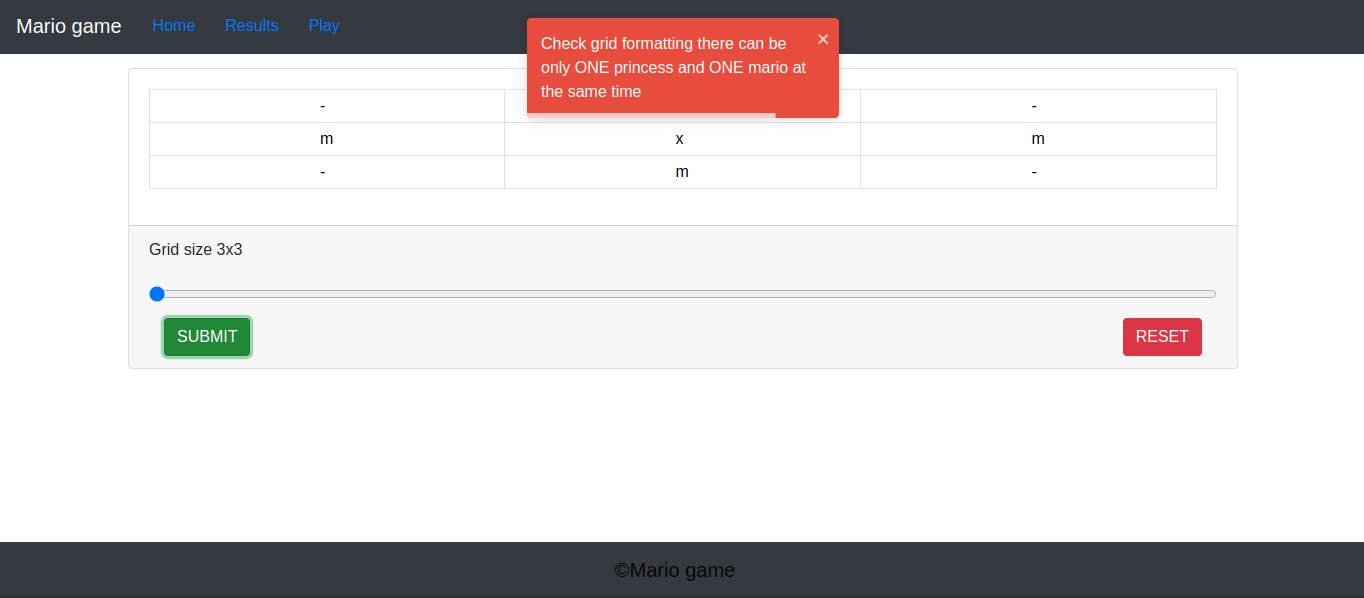 Mario game Home Results Play
Check grid formatting there can be
only ONE princess and ONE mario at
the same time
×
- -
m x m
- m -
Grid size 3x3
SUBMIT RESET
©Mario game